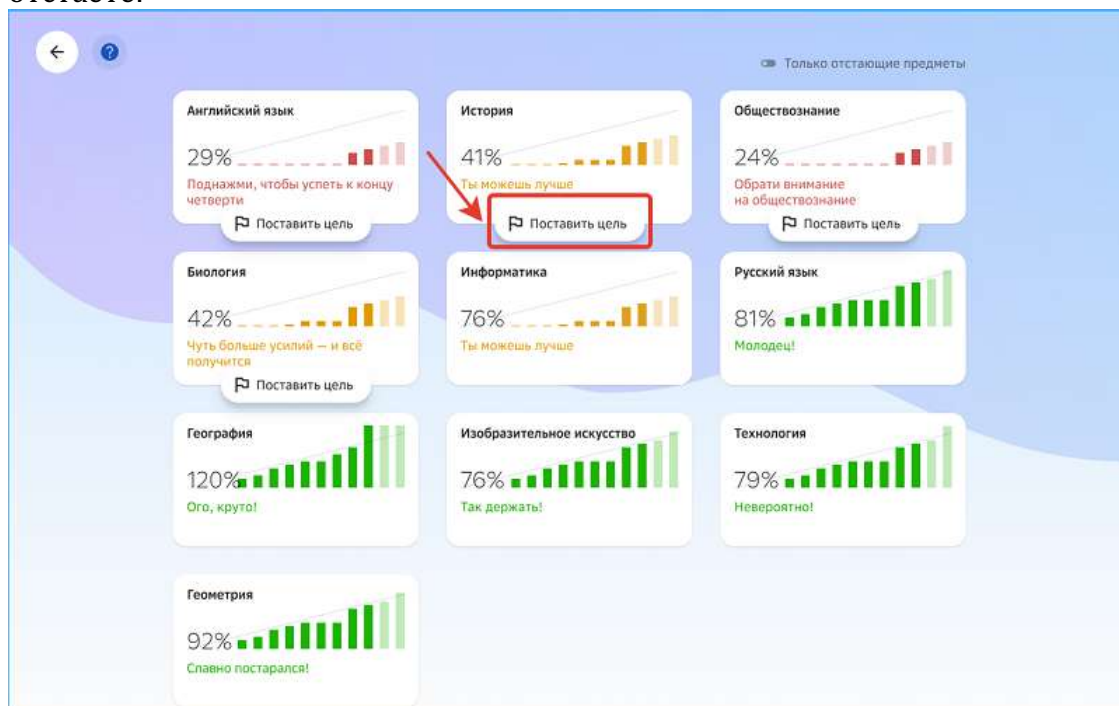 Только отстающие предметы
Английский язык
29%
Поднажми, чтобы успеть к концу
четверти
Поставить цель
История
41%
Ты можешь лучше
Поставить цель
Обществознание
24%
Обрати внимание
на обществознание
Поставить цель
Биология
42%
Чуть больше усилий — и всё
получится
Поставить цель
Информатика
76%
Ты можешь лучше
Русский язык
81%
Молодец!
География
120%
Ого, круто!
Изобразительное искусство
76%
Так держать!
Технология
79%
Невероятно!
Геометрия
92%
Славно постарался!